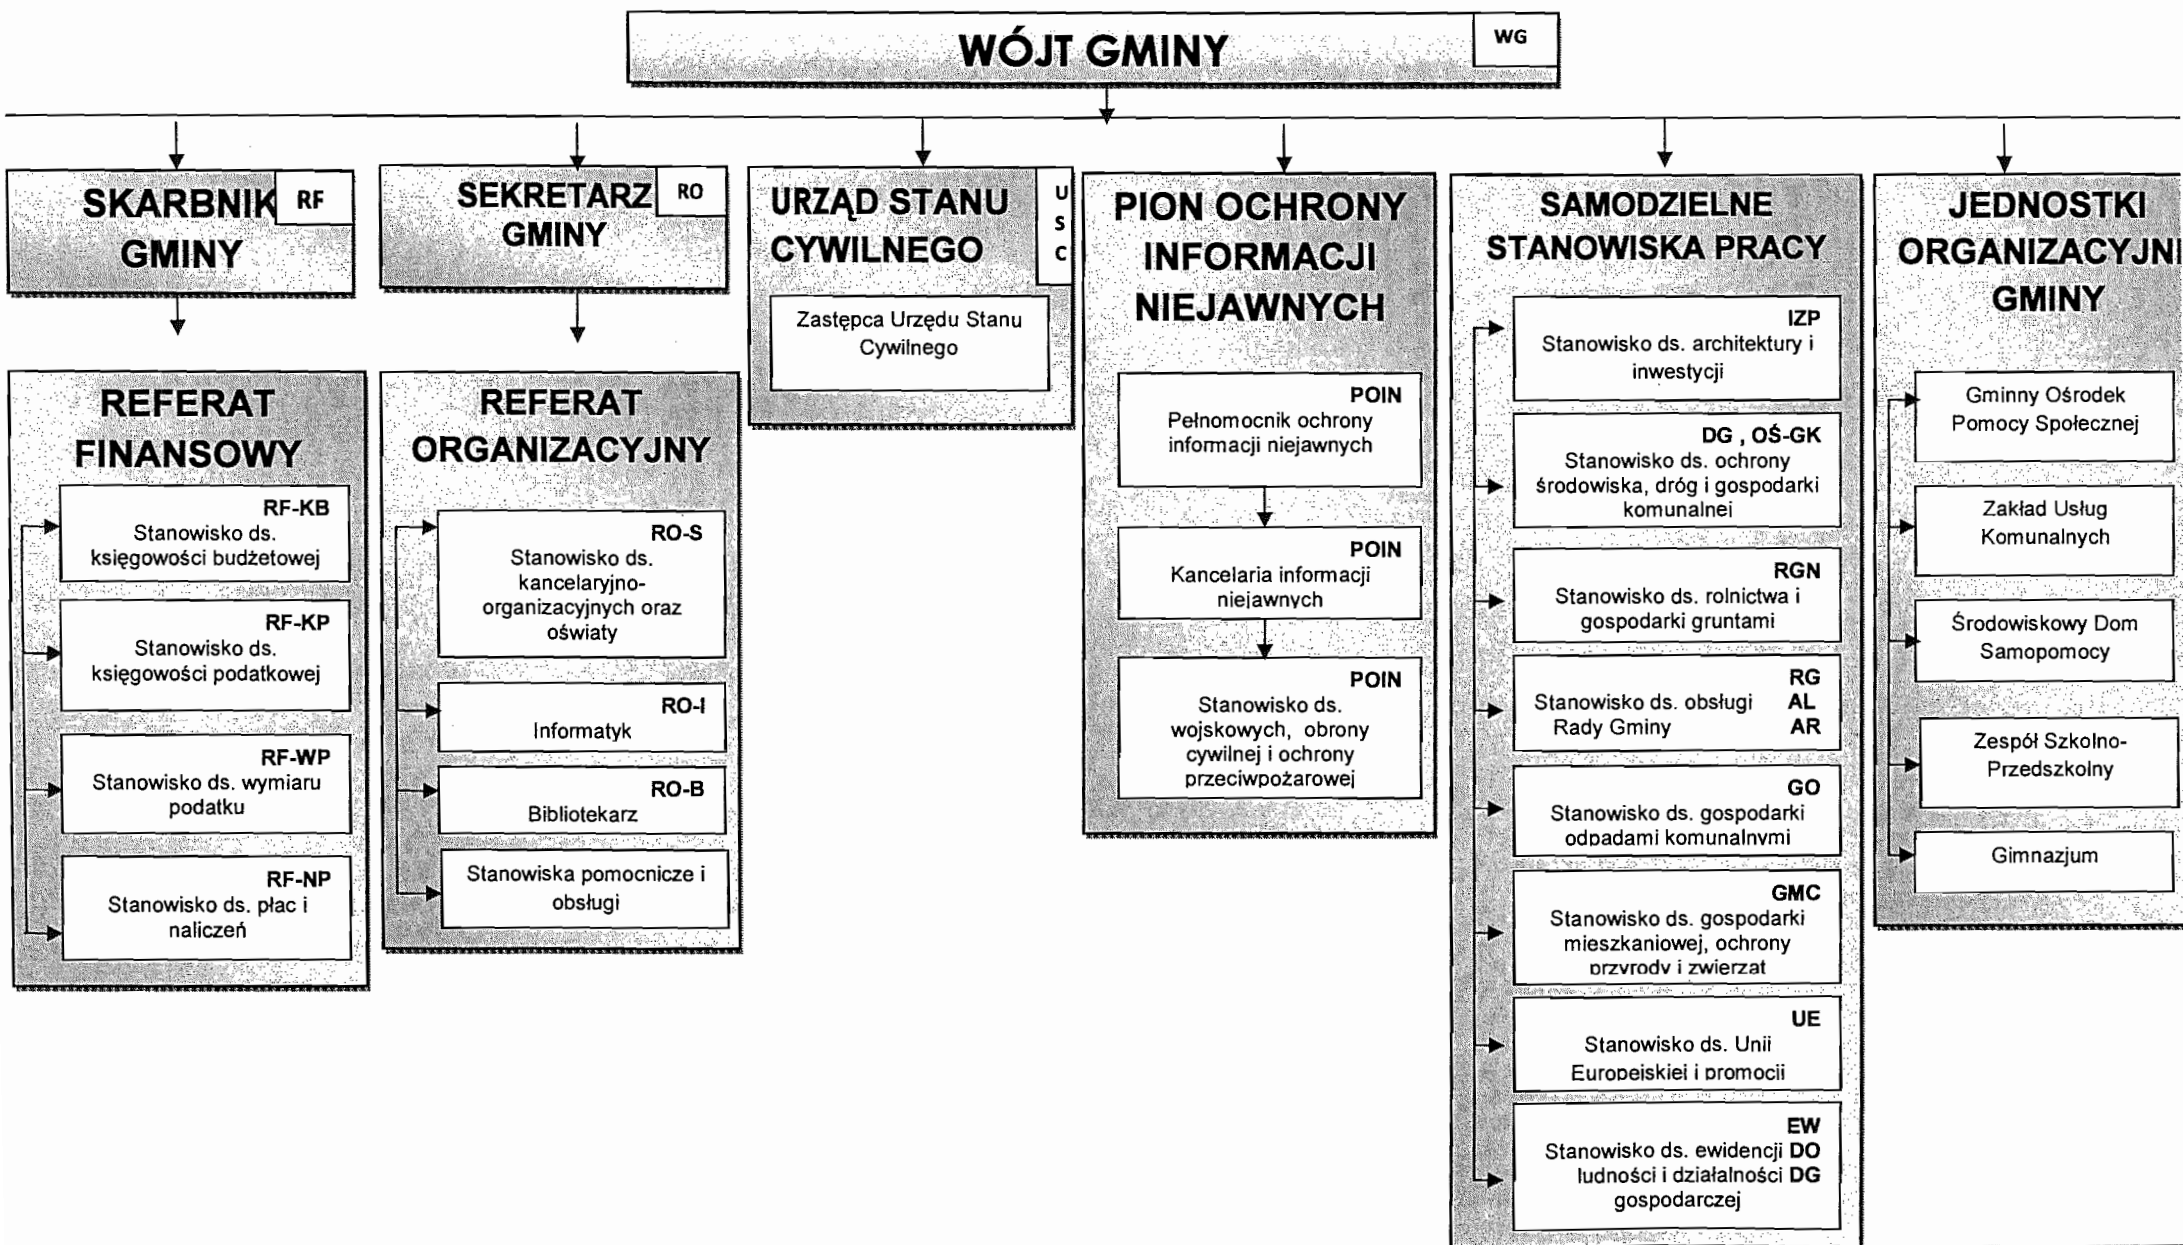 WÓJT GMINY
WG
SKARBNIK
GMINY
RF
REFERAT
FINANSOWY
RF-KB
Stanowisko ds.
księgowości budżetowej
RF-KP
Stanowisko ds.
księgowości podatkowej
RF-WP
Stanowisko ds. wymiaru
podatku
RF-NP
Stanowisko ds. płac i
naliczeń
SEKRETARZ
GMINY
RO
REFERAT
ORGANIZACYJNY
RO-S
Stanowisko ds.
kancelaryjno-
organizacyjnych oraz
oświaty
RO-I
Informatyk
RO-B
Bibliotekarz
Stanowiska pomocnicze i
obsługi
URZĄD STANU
CYWILNEGO
U
S
C
Zastępca Urzędu Stanu
Cywilnego
PION OCHRONY
INFORMACJI
NIEJAWNYCH
POIN
Pełnomocnik ochrony
informacji niejawnych
POIN
Kancelaria informacji
niejawnych
POIN
Stanowisko ds.
wojskowych, obrony
cywilnej i ochrony
przeciwpożarowej
SAMODZIELNE
STANOWISKA PRACY
IZP
Stanowisko ds. architektury i
inwestycji
DG , OŚ-GK
Stanowisko ds. ochrony
środowiska, dróg i gospodarki
komunalnej
RGN
Stanowisko ds. rolnictwa i
gospodarki gruntami
RG
Stanowisko ds. obsługi AL
Rady Gminy AR
GO
Stanowisko ds. gospodarki
odpadami komunalnymi
GMC
Stanowisko ds. gospodarki
mieszkaniowej, ochrony
przyrody i zwierząt
UE
Stanowisko ds. Unii
Europejskiej i promocji
EW
Stanowisko ds. ewidencji DO
ludności i działalności DG
gospodarczej
JEDNOSTKI
ORGANIZACYJN
GMINY
Gminny Ośrodek
Pomocy Społecznej
Zakład Usług
Komunalnych
Środowiskowy Dom
Samopomocy
Zespół Szkolno-
Przedszkolny
Gimnazjum